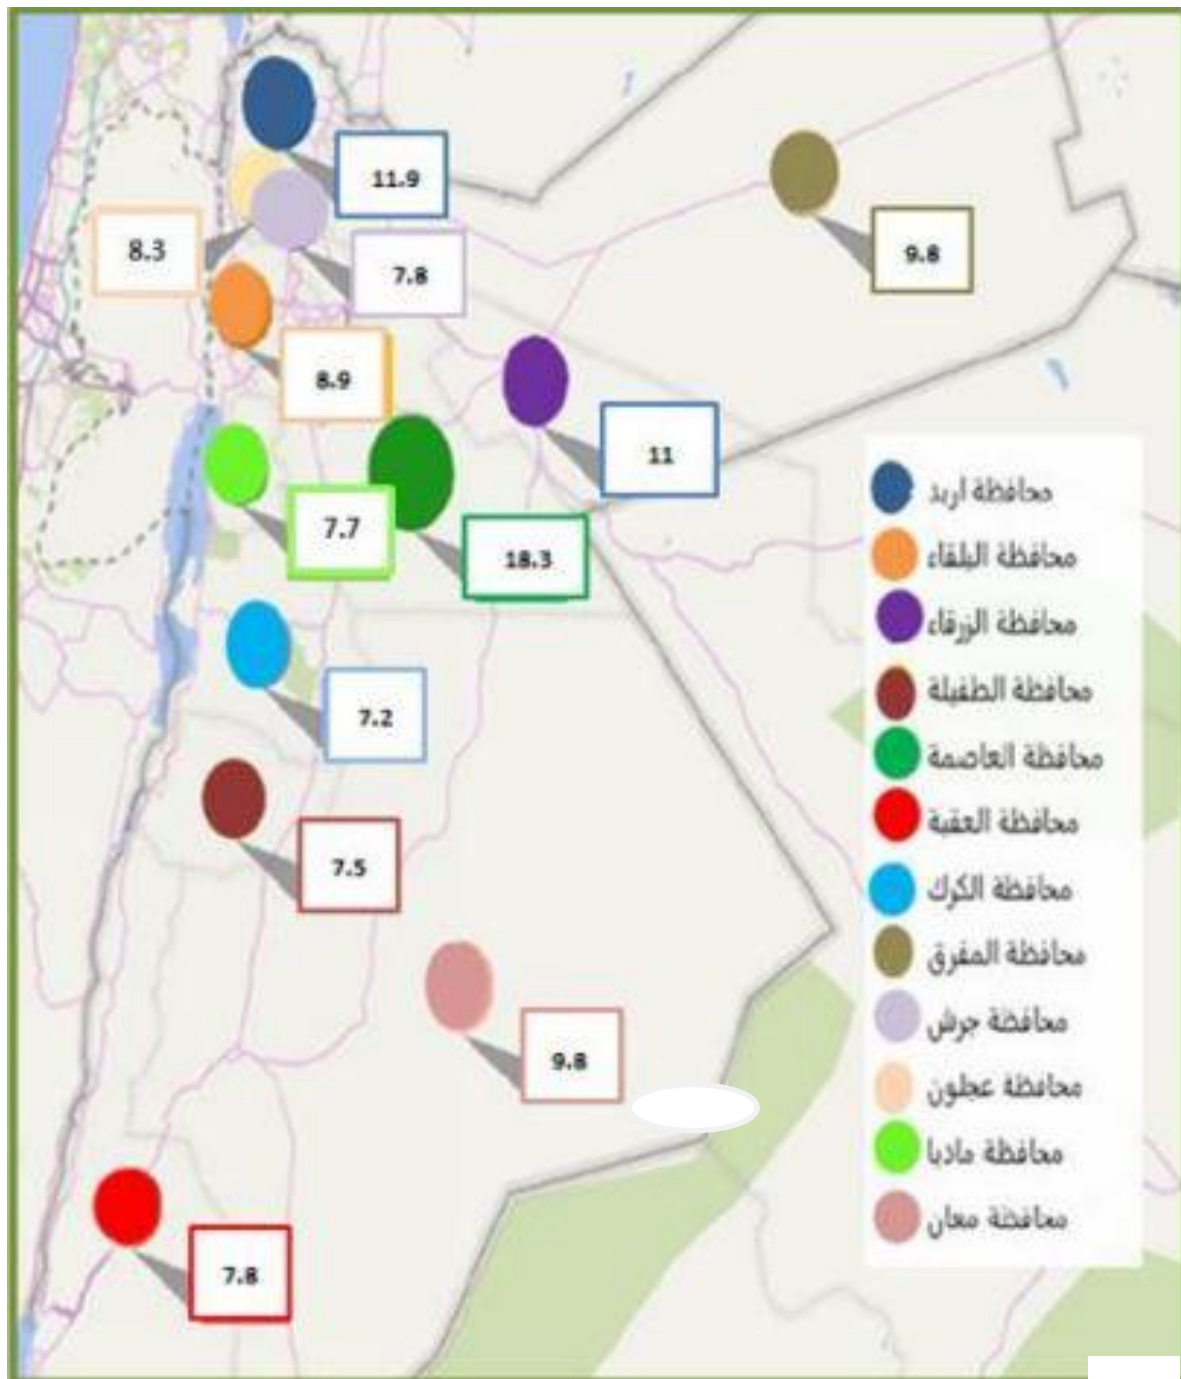 11.9
8.3
7.8
9.8
8.9
11
7.7
18.3
7.2
7.5
9.8
7.8
محافظة اربد
محافظة البلقاء
محافظة الزرقاء
محافظة الطفيلة
محافظة العاصمة
محافظة العقبة
محافظة الكرك
محافظة المفرق
محافظة جرش
محافظة عجلون
محافظة مادبا
محافظة معان